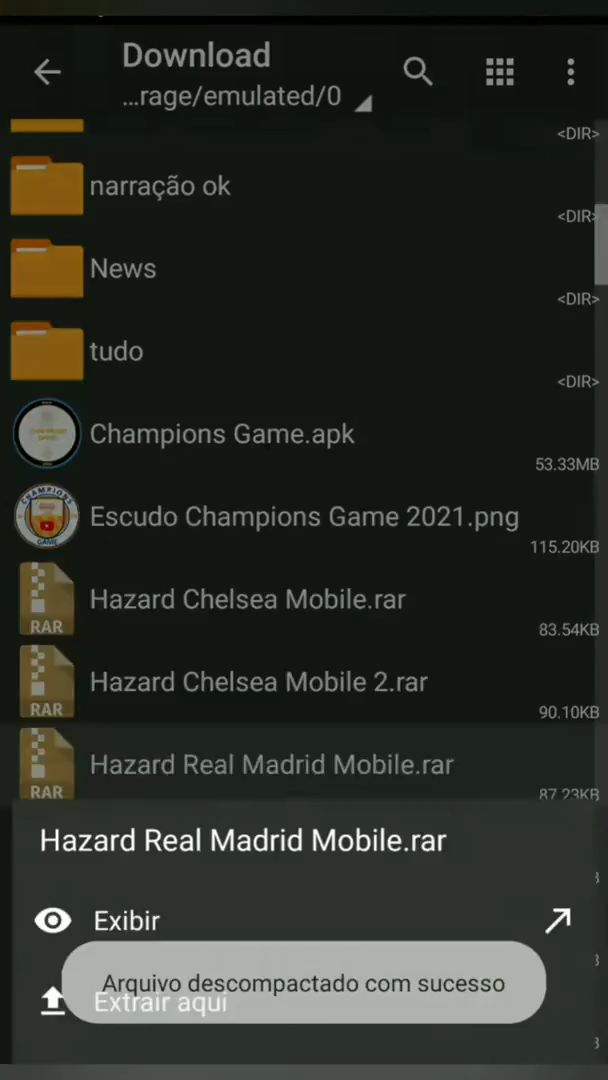 Download
...rage/emulated/0
<DIR>
narração ok
<DIR>
News
<DIR>
tudo
<DIR>
Champions Game.apk
53.33MB
CHAMPIONS
GAME
Escudo Champions Game 2021.png
115.20KB
Hazard Chelsea Mobile.rar
RAR
83.54KB
Hazard Chelsea Mobile 2.rar
RAR
90.10KB
Hazard Real Madrid Mobile.rar
RAR
87.23KB
Hazard Real Madrid Mobile.rar
Exibir
Arquivo descompactado com sucesso
Extrair aqui